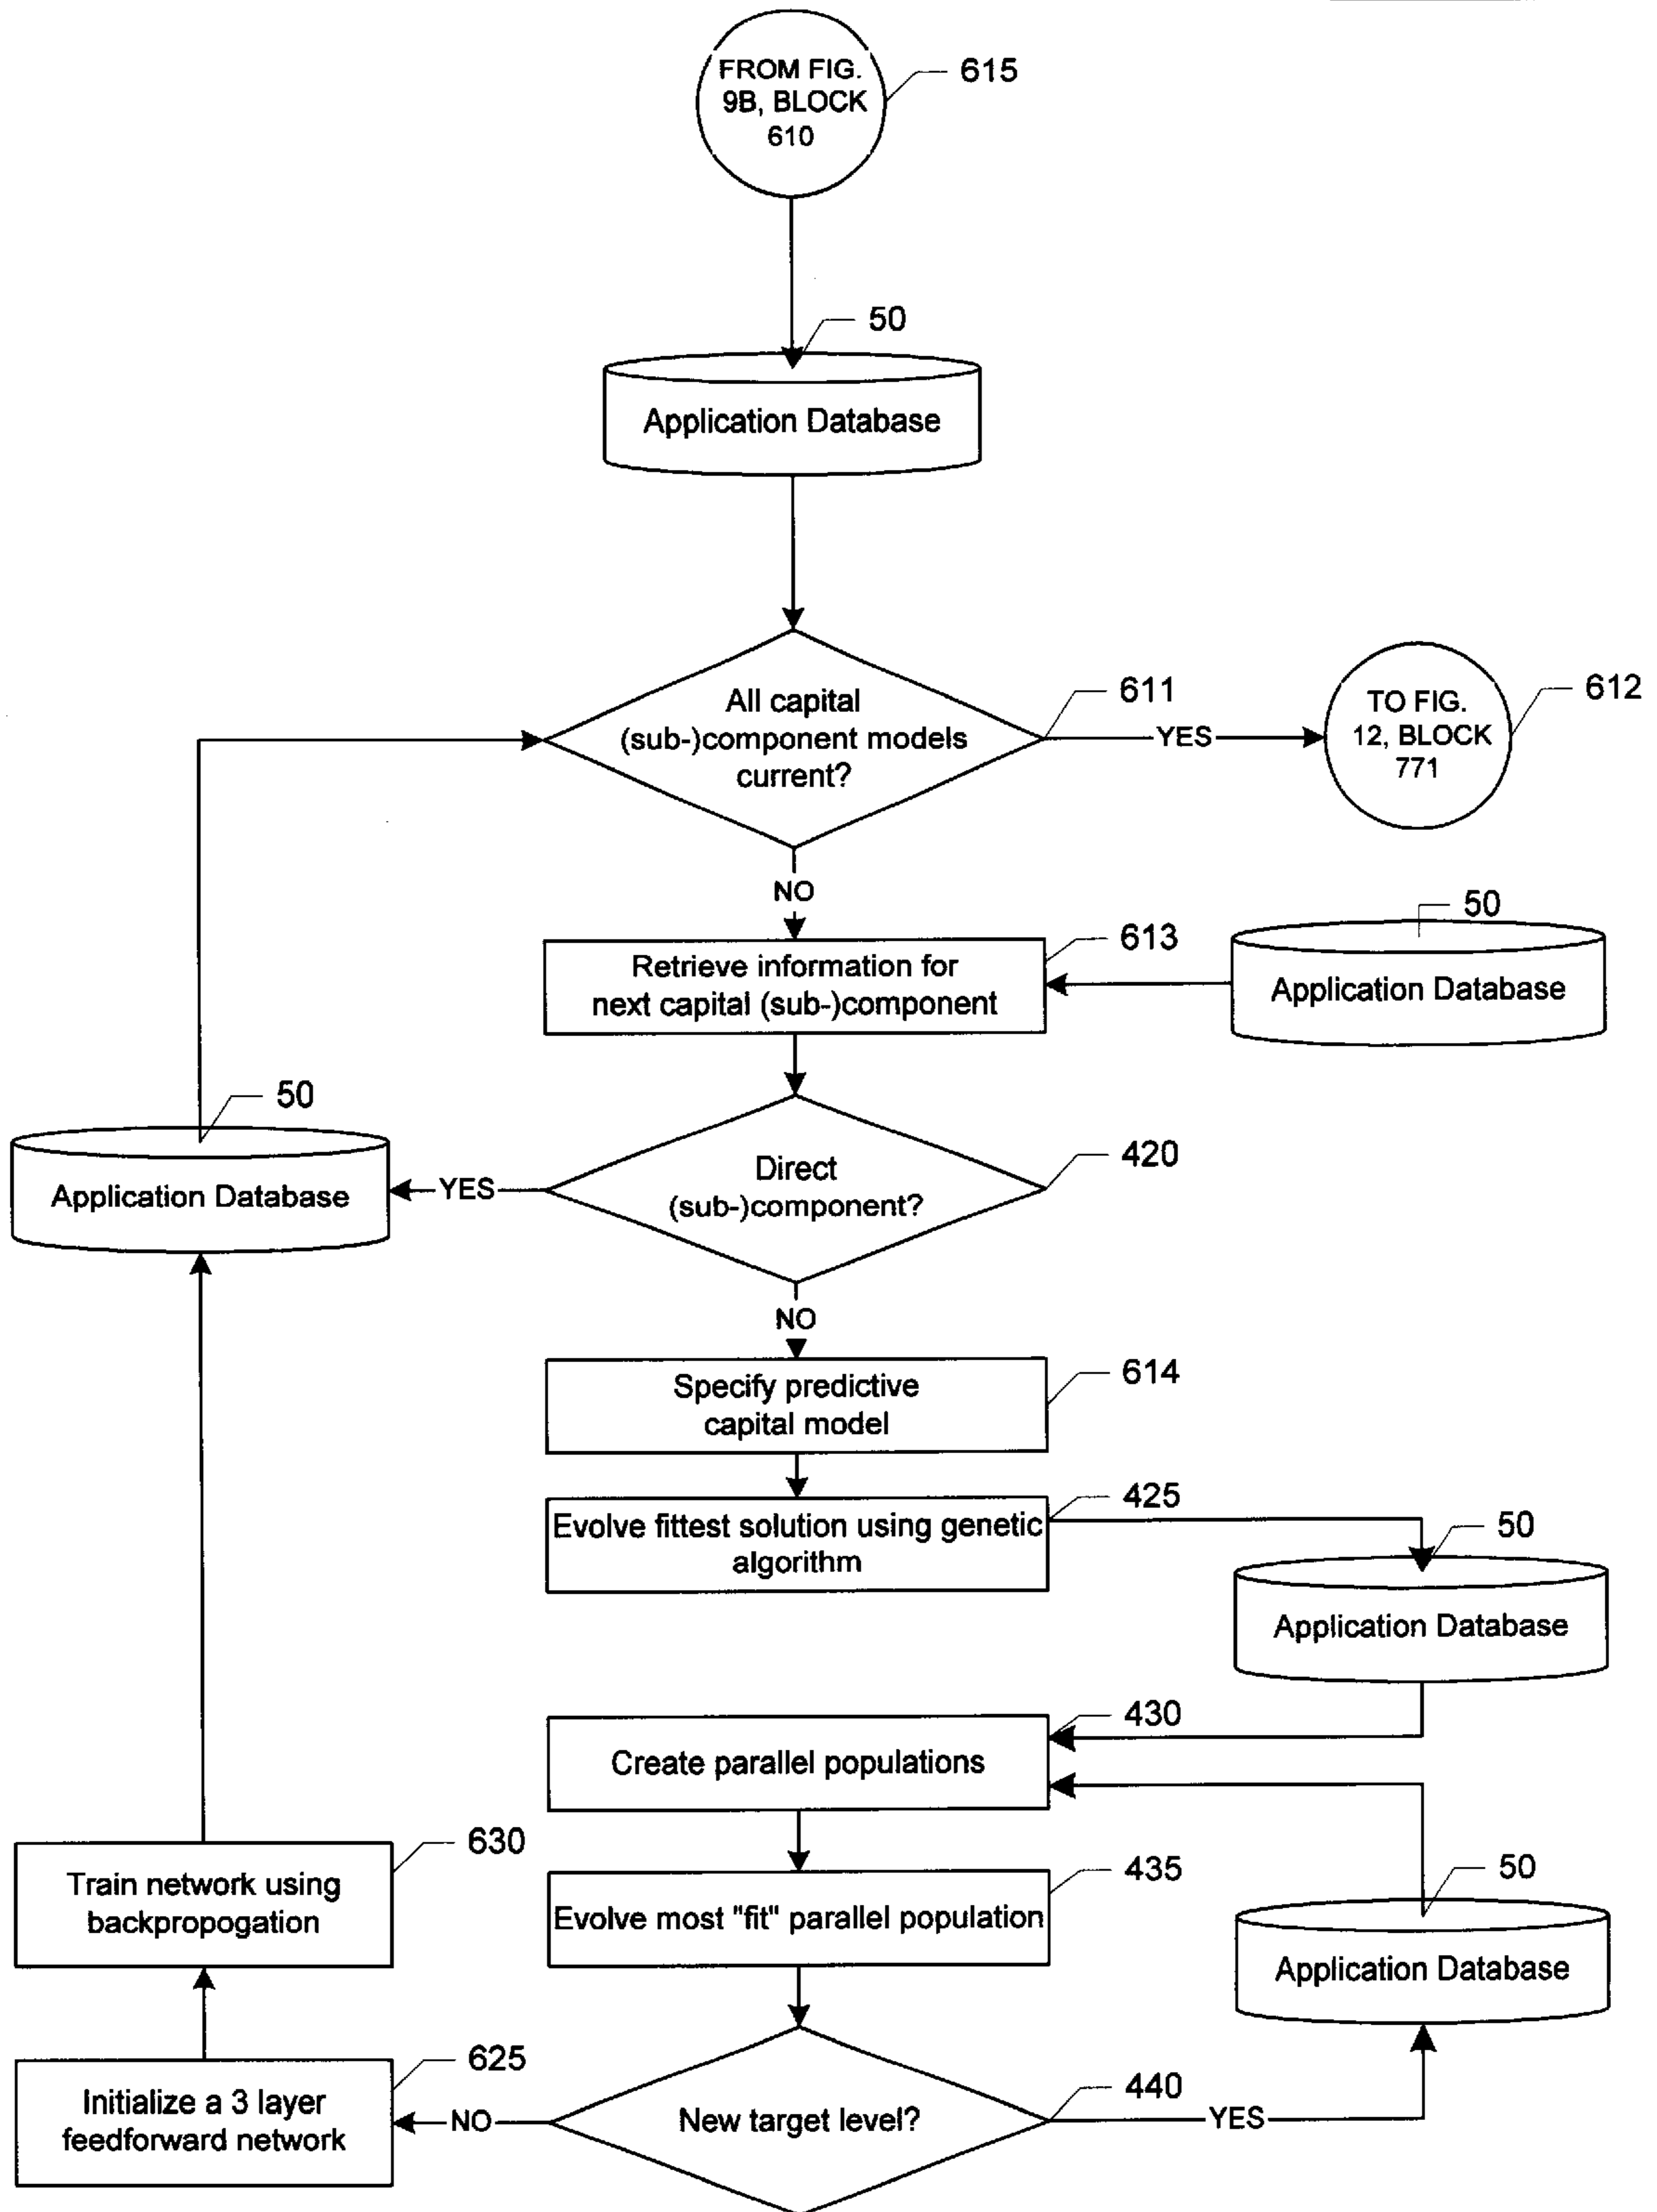 FROM FIG.
9B, BLOCK
610
615
50
Application Database
All capital
(sub-)component models
current?
611
YES
TO FIG.
12, BLOCK
771
612
NO
Retrieve information for
next capital (sub-)component
613
50
Application Database
50
Application Database
YES
Direct
(sub-)component?
420
NO
Specify predictive
capital model
614
Evolve fittest solution using genetic
algorithm
425
50
Application Database
Create parallel populations
430
Train network using
backpropogation
630
Evolve most "fit" parallel population
435
50
Application Database
Initialize a 3 layer
feedforward network
625
NO
New target level?
440
YES